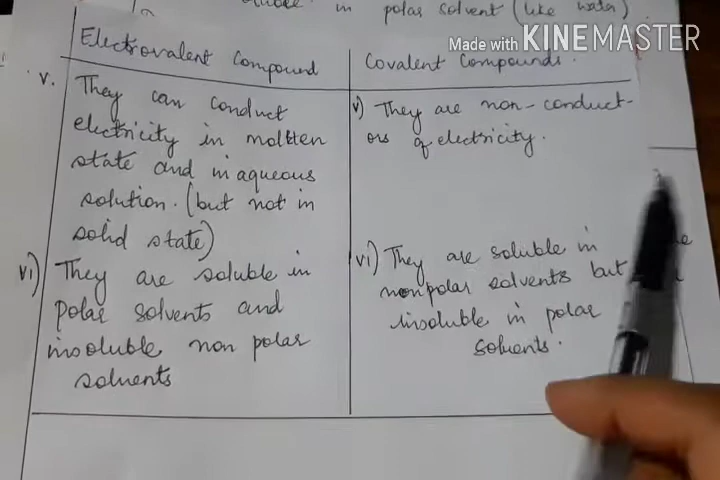 in polar solvent (like water)
Made with KINEMASTER
Electrovalent Compound
Covalent Compounds.
v. They can conduct
electricity in moltten
state and in aqueous
solution. (but not in
solid state)
v) They are non-conduct-
ors of electricity.
vi) They are soluble in
polar solvents and
insoluble non polar
solvents
vi) They are soluble in
nonpolar solvents but
insoluble in polar
solvents.